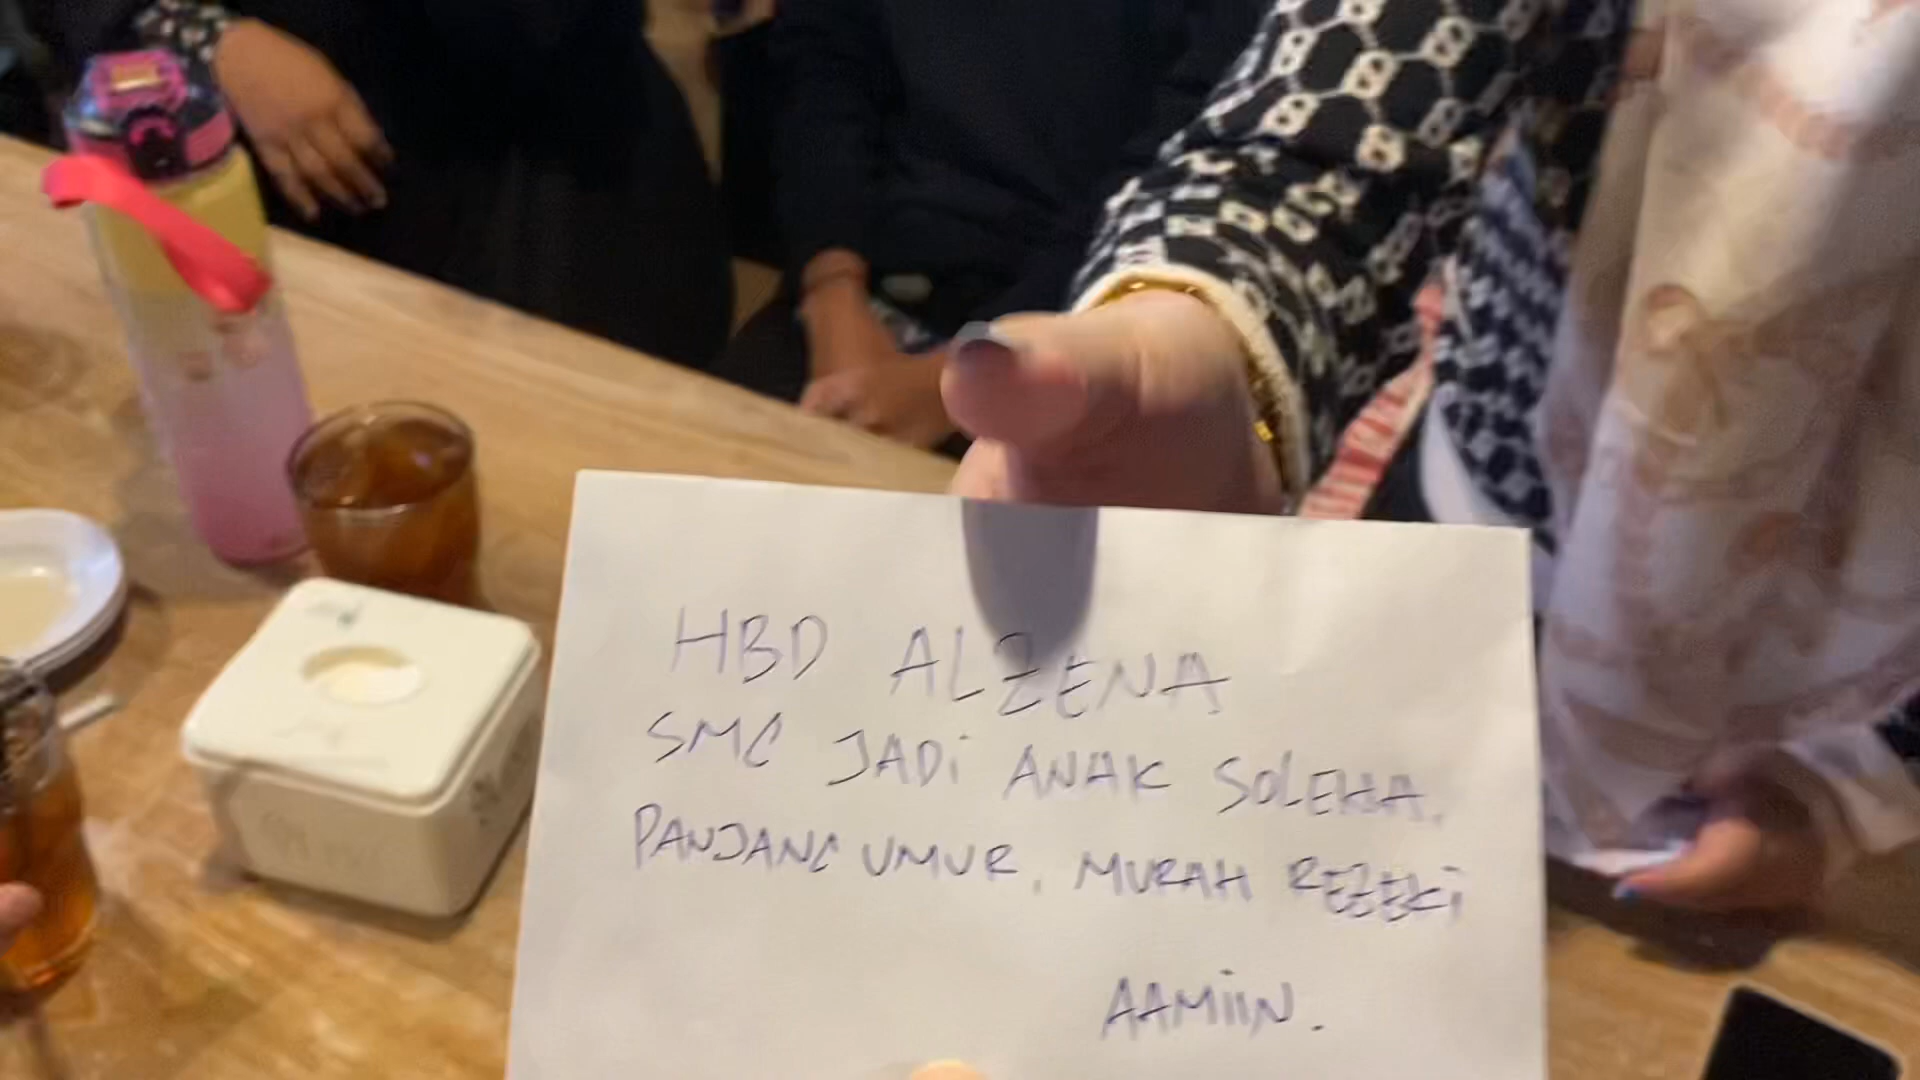 HBD ALZENA
SMG JADi ANAK SOLEHA.
PANJANG UMUR, MURAH REZEKi
AAMiiN.